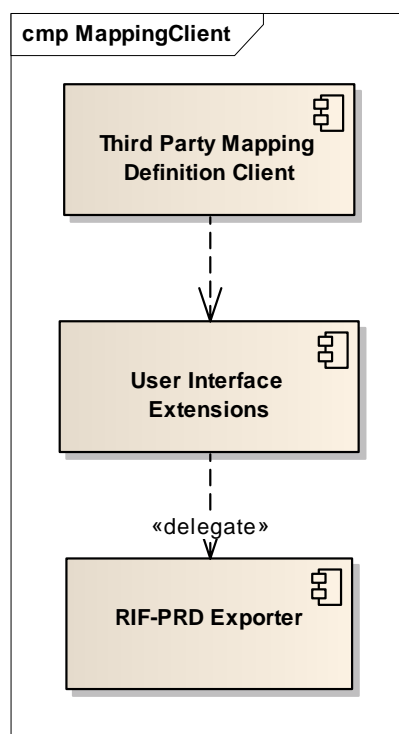 cmp MappingClient
Third Party Mapping
Definition Client
User Interface
Extensions
«delegate»
RIF-PRD Exporter